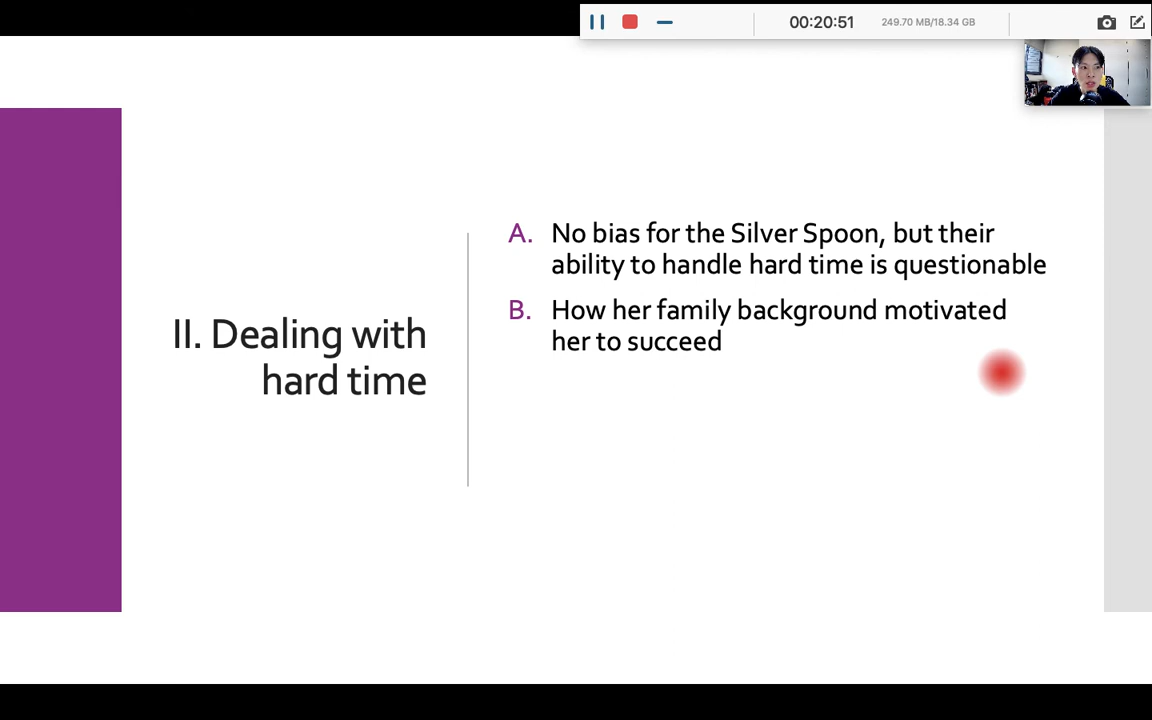 00:20:51
249.70 MB/18.34 GB
A. No bias for the Silver Spoon, but their
ability to handle hard time is questionable
B. How her family background motivated
her to succeed
II. Dealing with
hard time